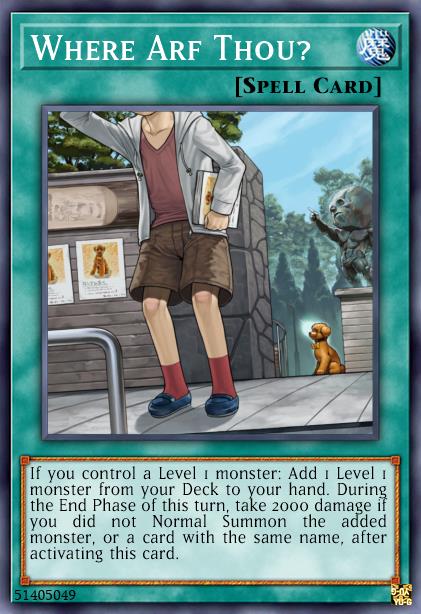 WHERE ARF THOU?
魔
[SPELL CARD]
If you control a Level 1 monster: Add 1 Level 1
monster from your Deck to your hand. During
the End Phase of this turn, take 2000 damage if
you did not Normal Summon the added
monster, or a card with the same name, after
activating this card.
51405049